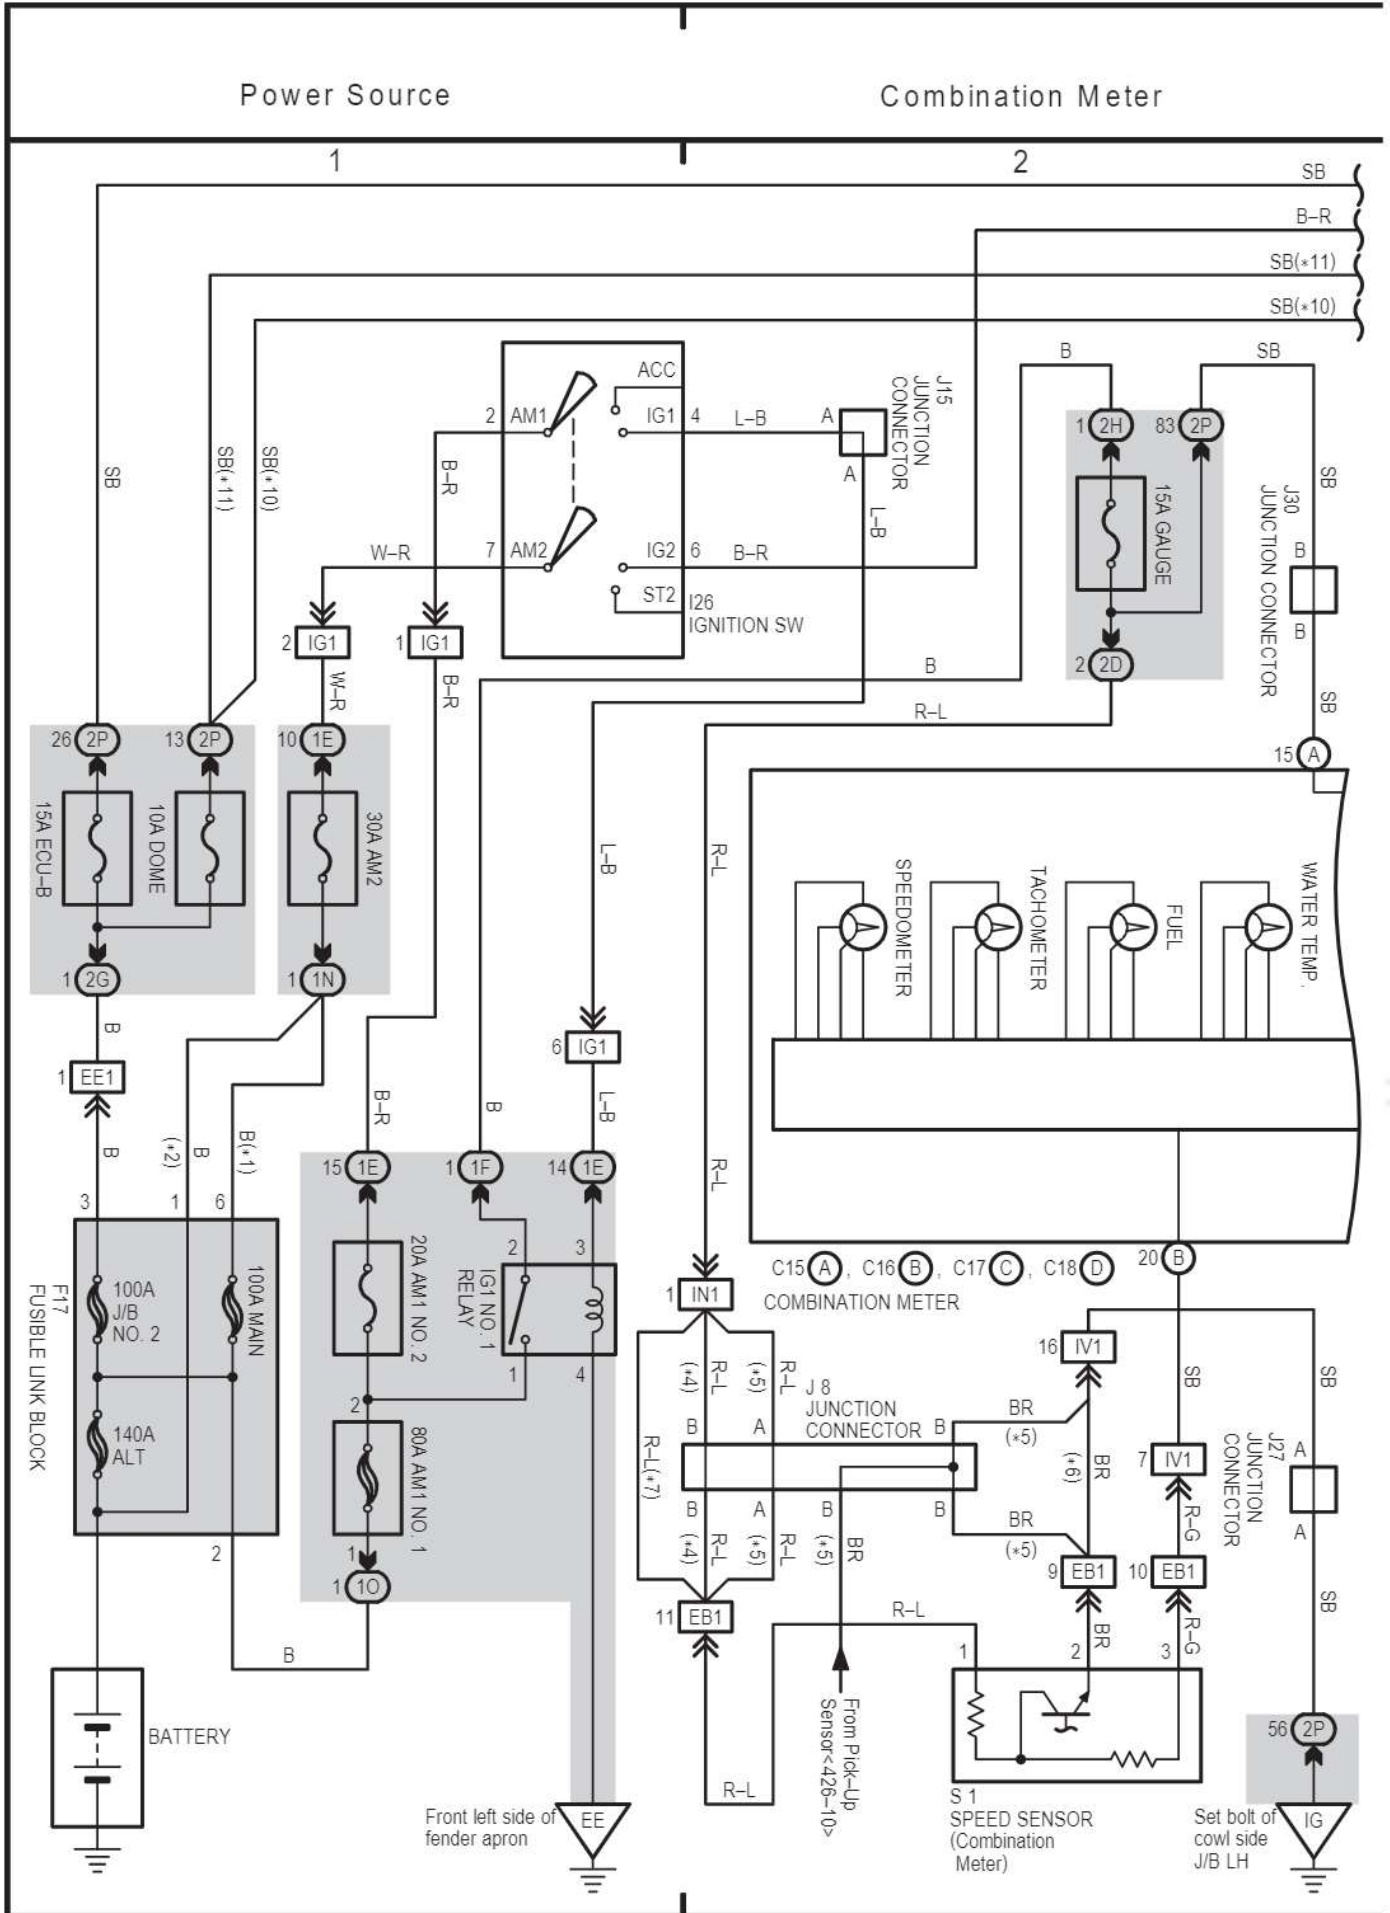 Power Source
Combination Meter
1
2
SB
B–R
SB(*11)
SB(*10)
B
SB
ACC
2 AM1
IG1 4
L–B
A
A
J15
JUNCTION
CONNECTOR
1 2H
83 2P
SB
SB(*11)
SB(*10)
B–R
L–B
15A GAUGE
SB
J30
JUNCTION CONNECTOR
B
B
W–R
7 AM2
IG2 6
B–R
ST2
I26
IGNITION SW
2 IG1
1 IG1
2 2D
W–R
B–R
B
R–L
SB
26 2P
13 2P
10 1E
15 A
15A ECU–B
10A DOME
30A AM2
L–B
R–L
SPEEDOMETER
TACHOMETER
FUEL
WATER TEMP.
1 2G
1 1N
B
1 EE1
6 IG1
B–R
B
L–B
B
B
(*2)
B(*1)
R–L
15 1E
1 1F
14 1E
3
1
6
2
3
20 B
C15 A , C16 B , C17 C , C18 D
COMBINATION METER
F17
FUSIBLE LINK BLOCK
100A
J/B
NO. 2
100A MAIN
20A AM1 NO. 2
IG1 NO. 1
RELAY
1
4
1 IN1
16 IV1
R–L
(*4)
R–L
(*5)
J 8
JUNCTION
CONNECTOR
SB
SB
2
140A
ALT
80A AM1 NO. 1
R–L(*7)
B
A
B
BR
(*5)
BR
(*6)
7 IV1
J27
JUNCTION
CONNECTOR
A
A
B
A
B
B
R–L
(*4)
R–L
(*5)
BR
(*5)
BR
(*5)
R–G
2
1
1 1O
9 EB1
10 EB1
SB
11 EB1
R–L
BR
R–G
B
1
2
3
BATTERY
From Pick–Up
Sensor<426–10>
56 2P
R–L
S 1
SPEED SENSOR
(Combination
Meter)
Front left side of
fender apron
EE
Set bolt of
cowl side
J/B LH
IG